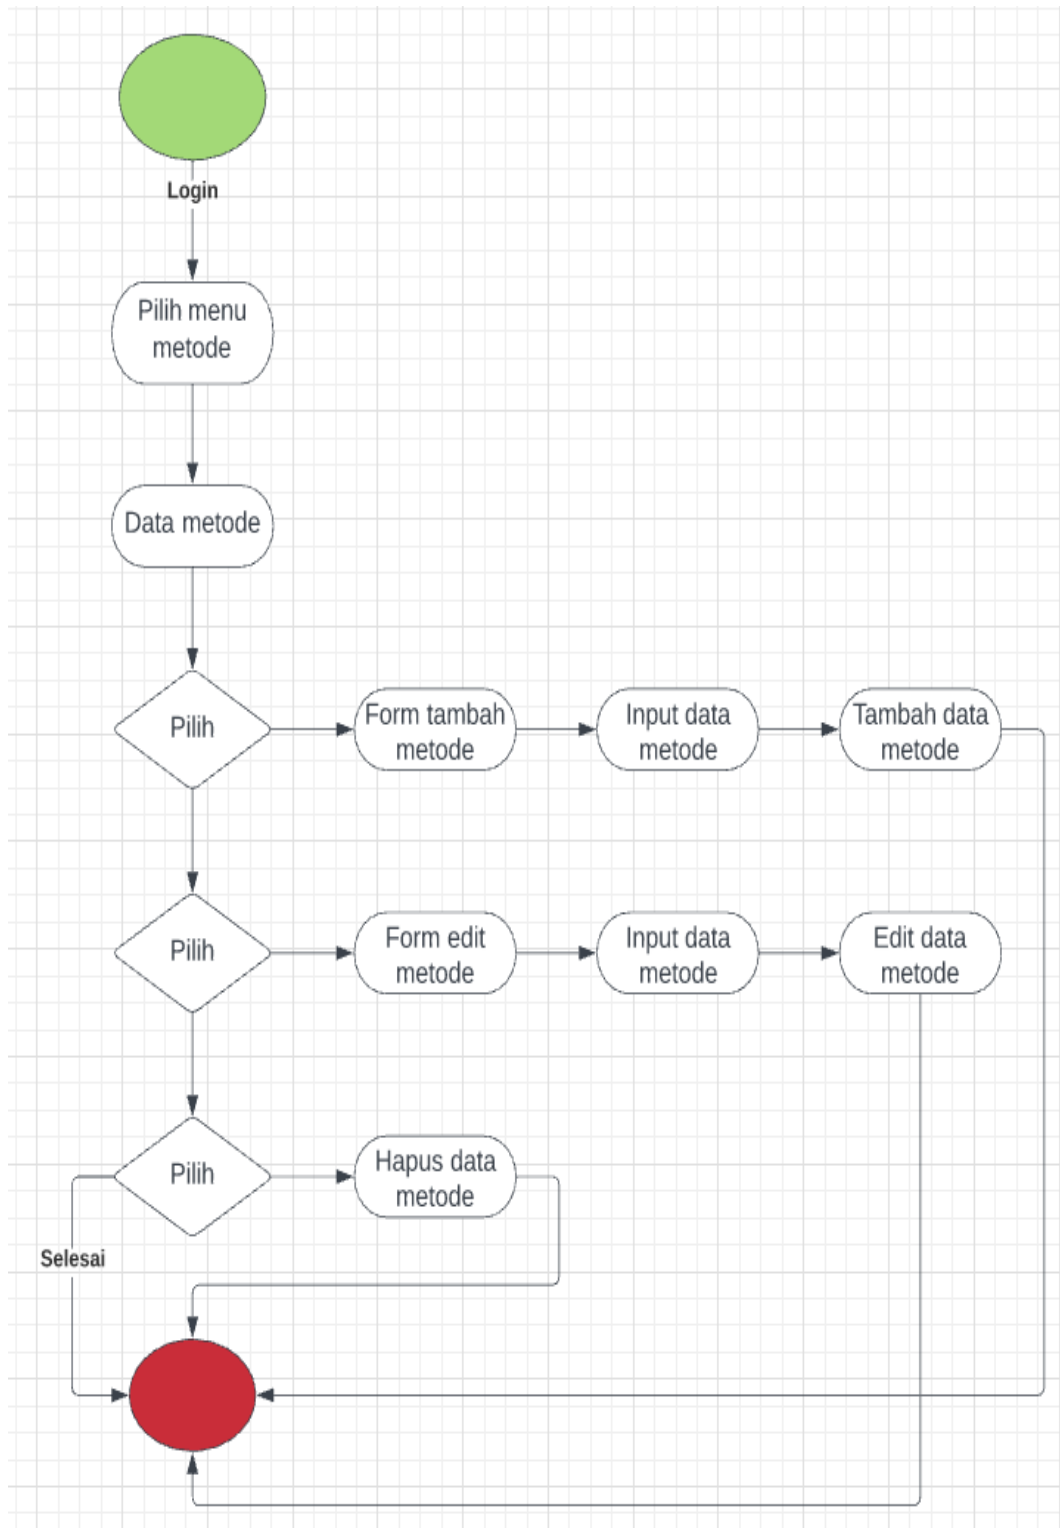 Login
Pilih menu
metode
Data metode
Pilih
Form tambah
metode
Input data
metode
Tambah data
metode
Pilih
Form edit
metode
Input data
metode
Edit data
metode
Pilih
Hapus data
metode
Selesai